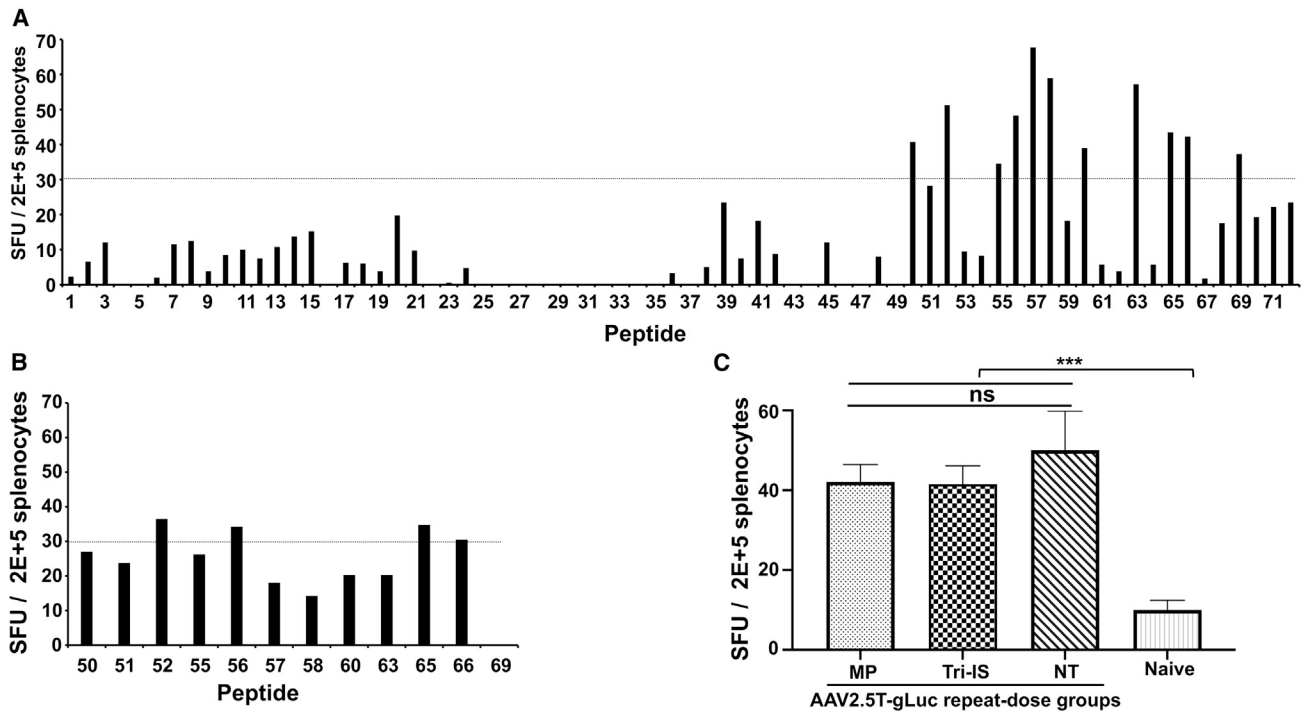 A
SFU / 2E+5 splenocytes
70
60
50
40
30
20
10
0
1 3 5 7 9 11 13 15 17 19 21 23 25 27 29 31 33 35 37 39 41 43 45 47 49 51 53 55 57 59 61 63 65 67 69 71
Peptide
B
SFU / 2E+5 splenocytes
70
60
50
40
30
20
10
0
50 51 52 55 56 57 58 60 63 65 66 69
Peptide
C
***
ns
SFU / 2E+5 splenocytes
60
40
20
0
MP Tri-IS NT Naive
AAV2.5T-gLuc repeat-dose groups